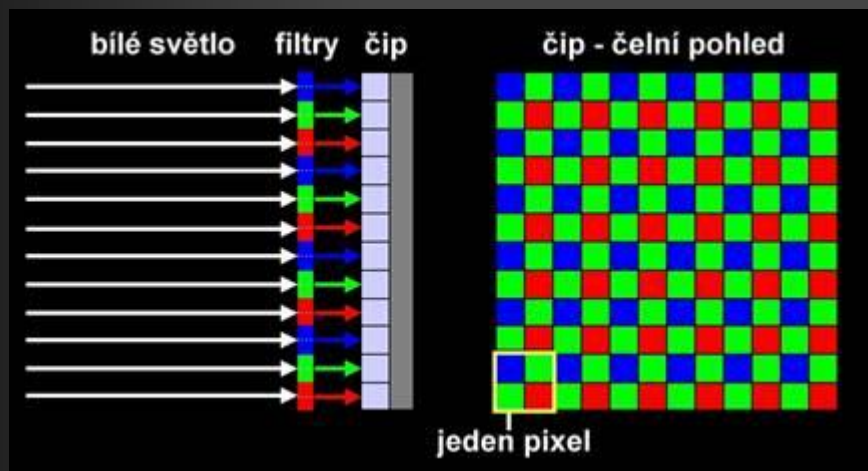 bílé světlo filtry čip
čip - čelní pohled
jeden pixel